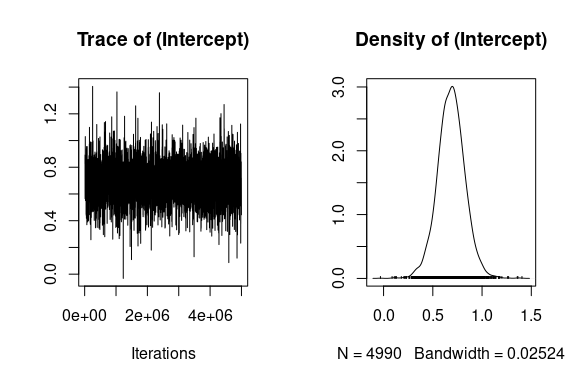 Trace of (Intercept)
1.2
0.8
0.4
0.0
0e+00 2e+06 4e+06
Iterations
Density of (Intercept)
3.0
2.0
1.0
0.0
0.0 0.5 1.0 1.5
N = 4990 Bandwidth = 0.02524